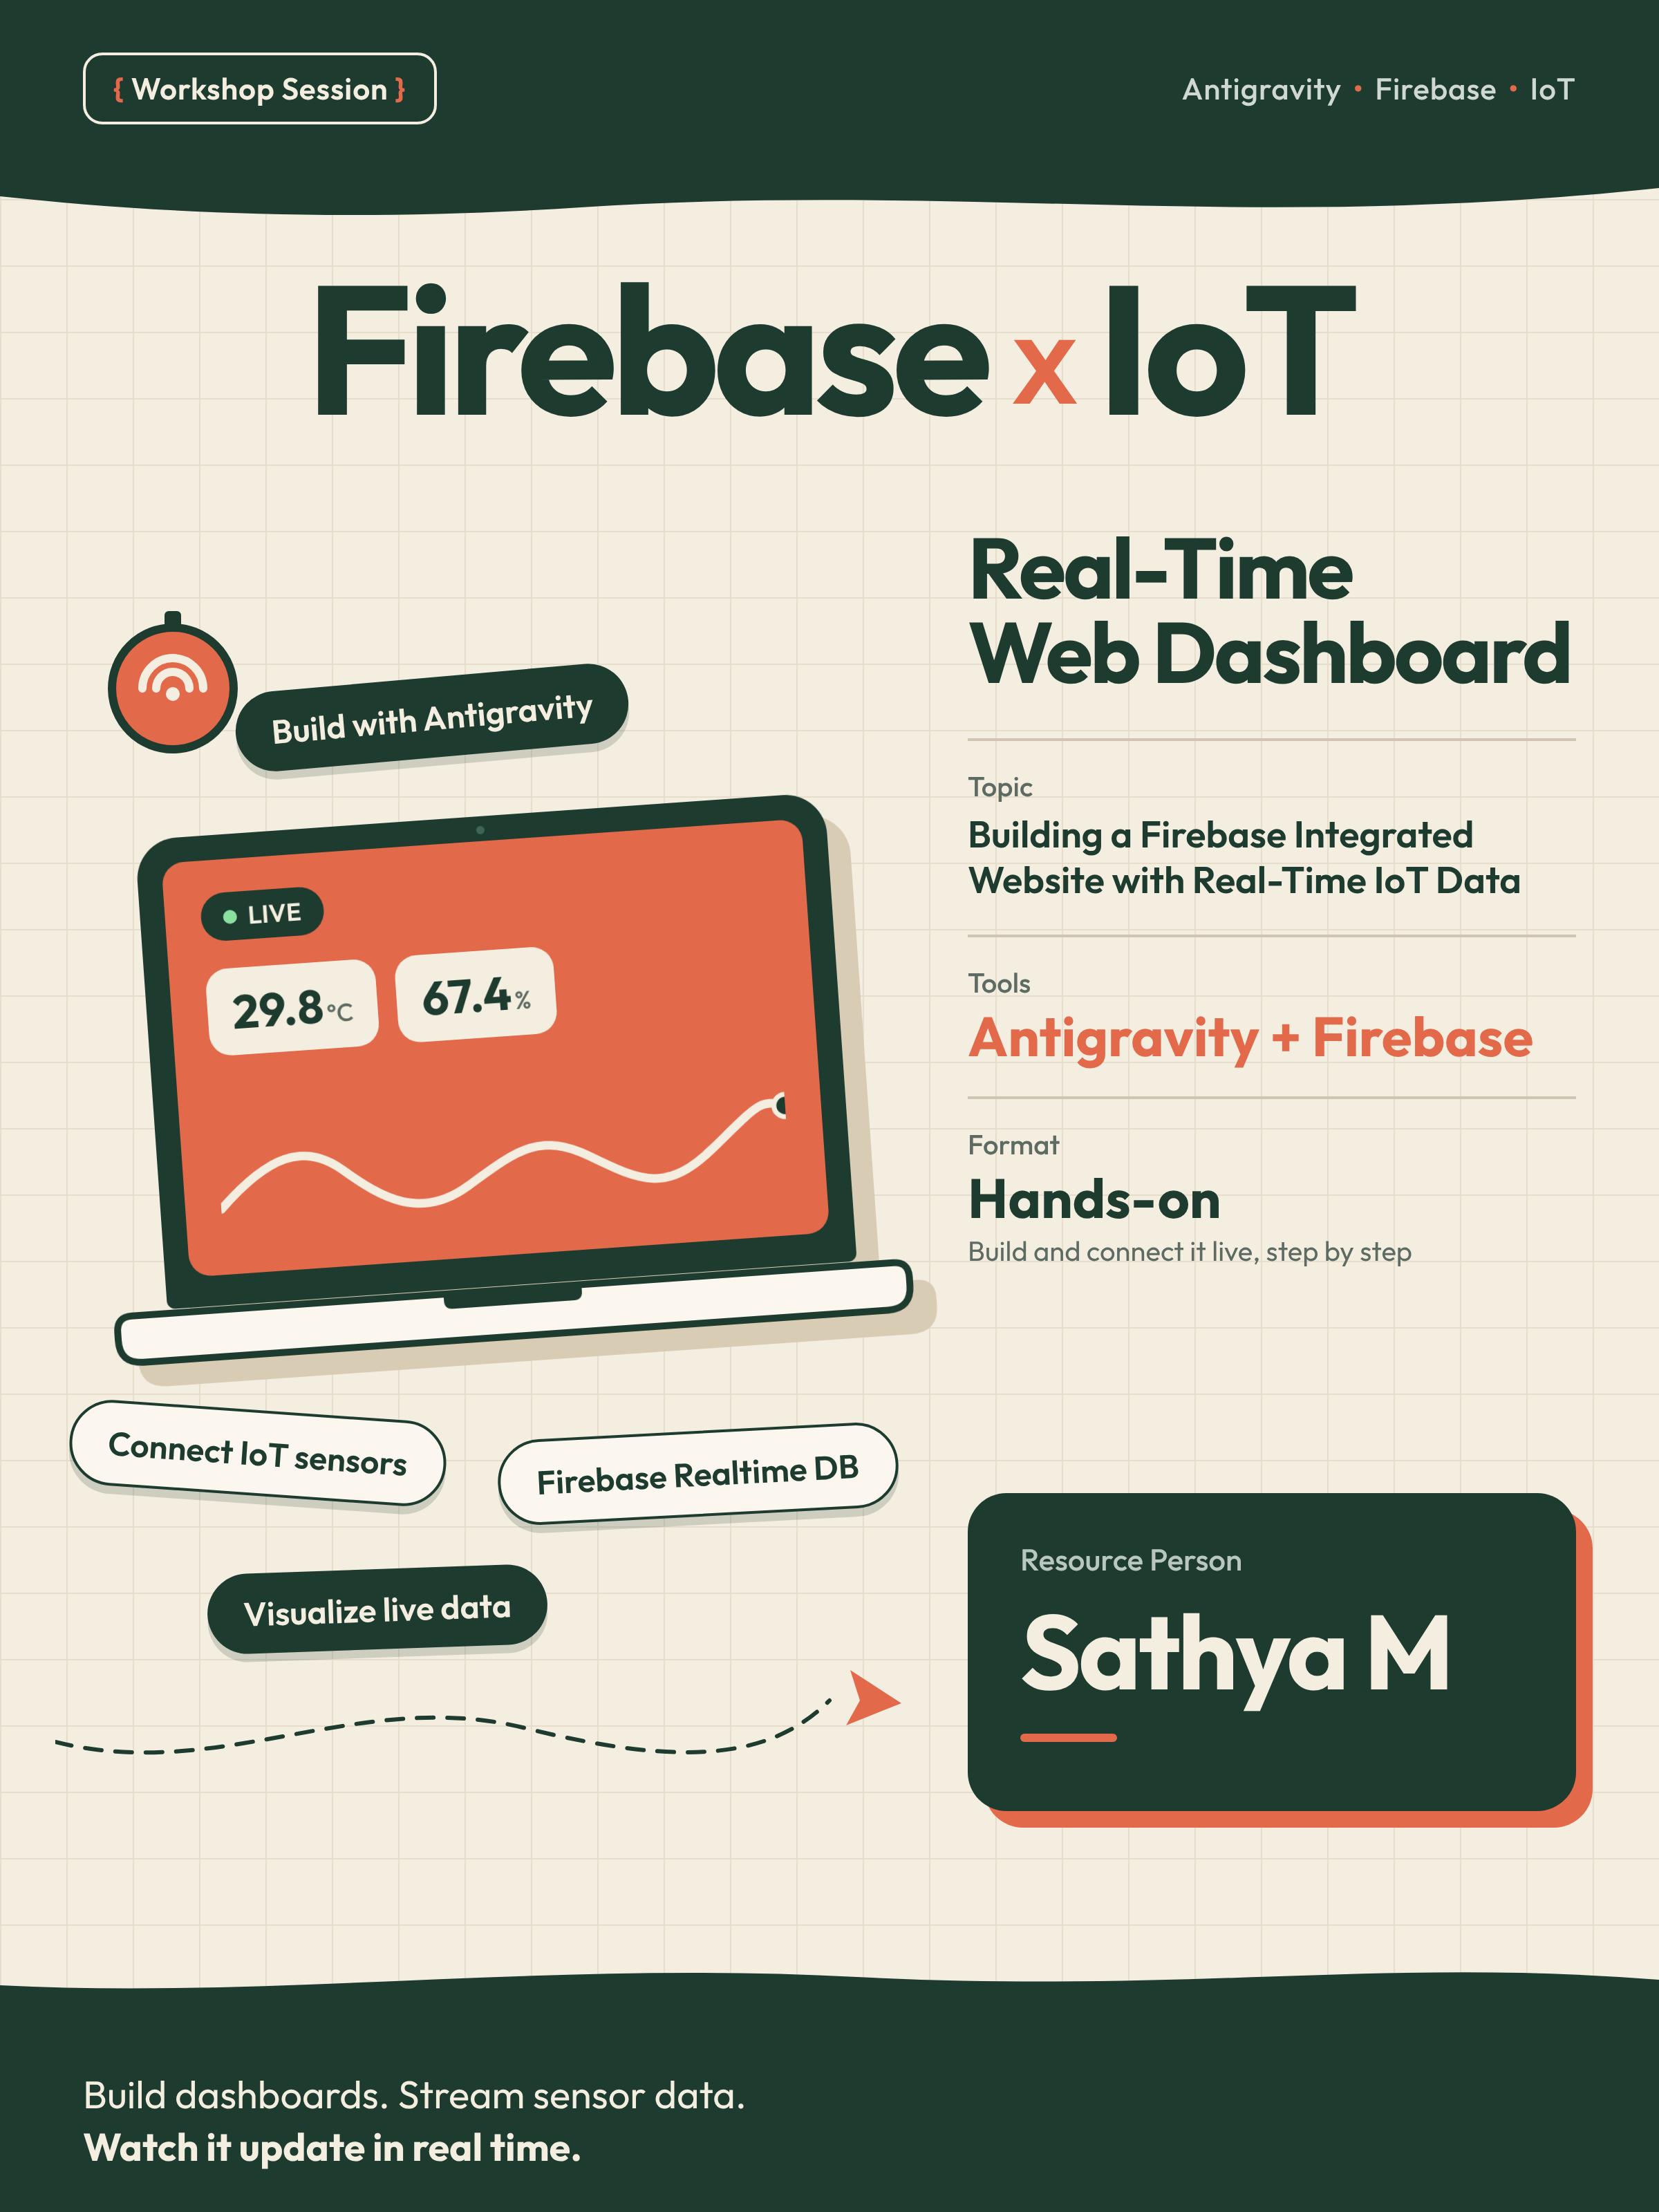 { Workshop Session }
Antigravity • Firebase • IoT
Firebase x IoT
Real-Time
Web Dashboard
Build with Antigravity
Topic
Building a Firebase Integrated
Website with Real-Time IoT Data
LIVE
29.8°C
67.4%
Tools
Antigravity + Firebase
Format
Hands-on
Build and connect it live, step by step
Connect IoT sensors
Firebase Realtime DB
Visualize live data
Resource Person
Sathya M
Build dashboards. Stream sensor data.
Watch it update in real time.